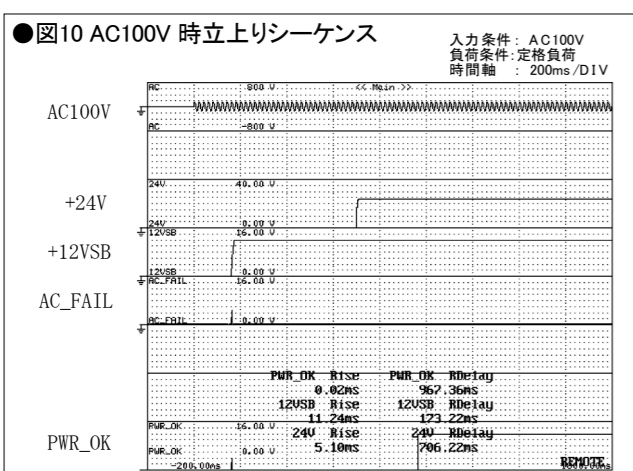 ●図10 AC100V 時立上りシーケンス
入力条件： AC100V
負荷条件：定格負荷
時間軸 ： 200ms/DIV
AC 800 V << Main >>
AC100V
AC -800 V
24V 40.00 V
+24V
24V 0.00 V
12VSB 16.00 V
+12VSB
12VSB 0.00 V
AC_FAIL 16.00 V
AC_FAIL
AC_FAIL 0.00 V
PWR_OK Rise PWR_OK RDelay
0.02ms 967.36ms
12VSB Rise 12VSB RDelay
11.24ms 173.22ms
PWR_OK 16.00 V 24V Rise 24V RDelay
5.10ms 706.22ms
PWR_OK
PWR_OK 0.00 V
-200.00ms REMOTE